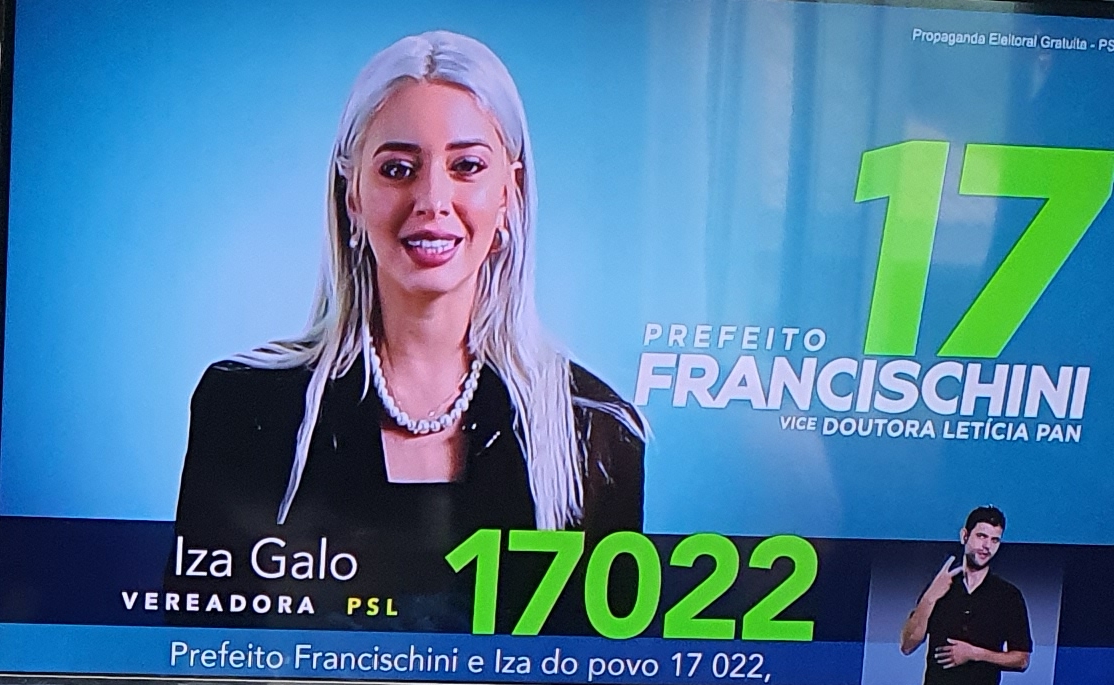 Propaganda Eleitoral Gratuita - PS
17
PREFEITO
FRANCISCHINI
VICE DOUTORA LETÍCIA PAN
Iza Galo
17022
VEREADORA PSL
Prefeito Francischini e Iza do povo 17 022,